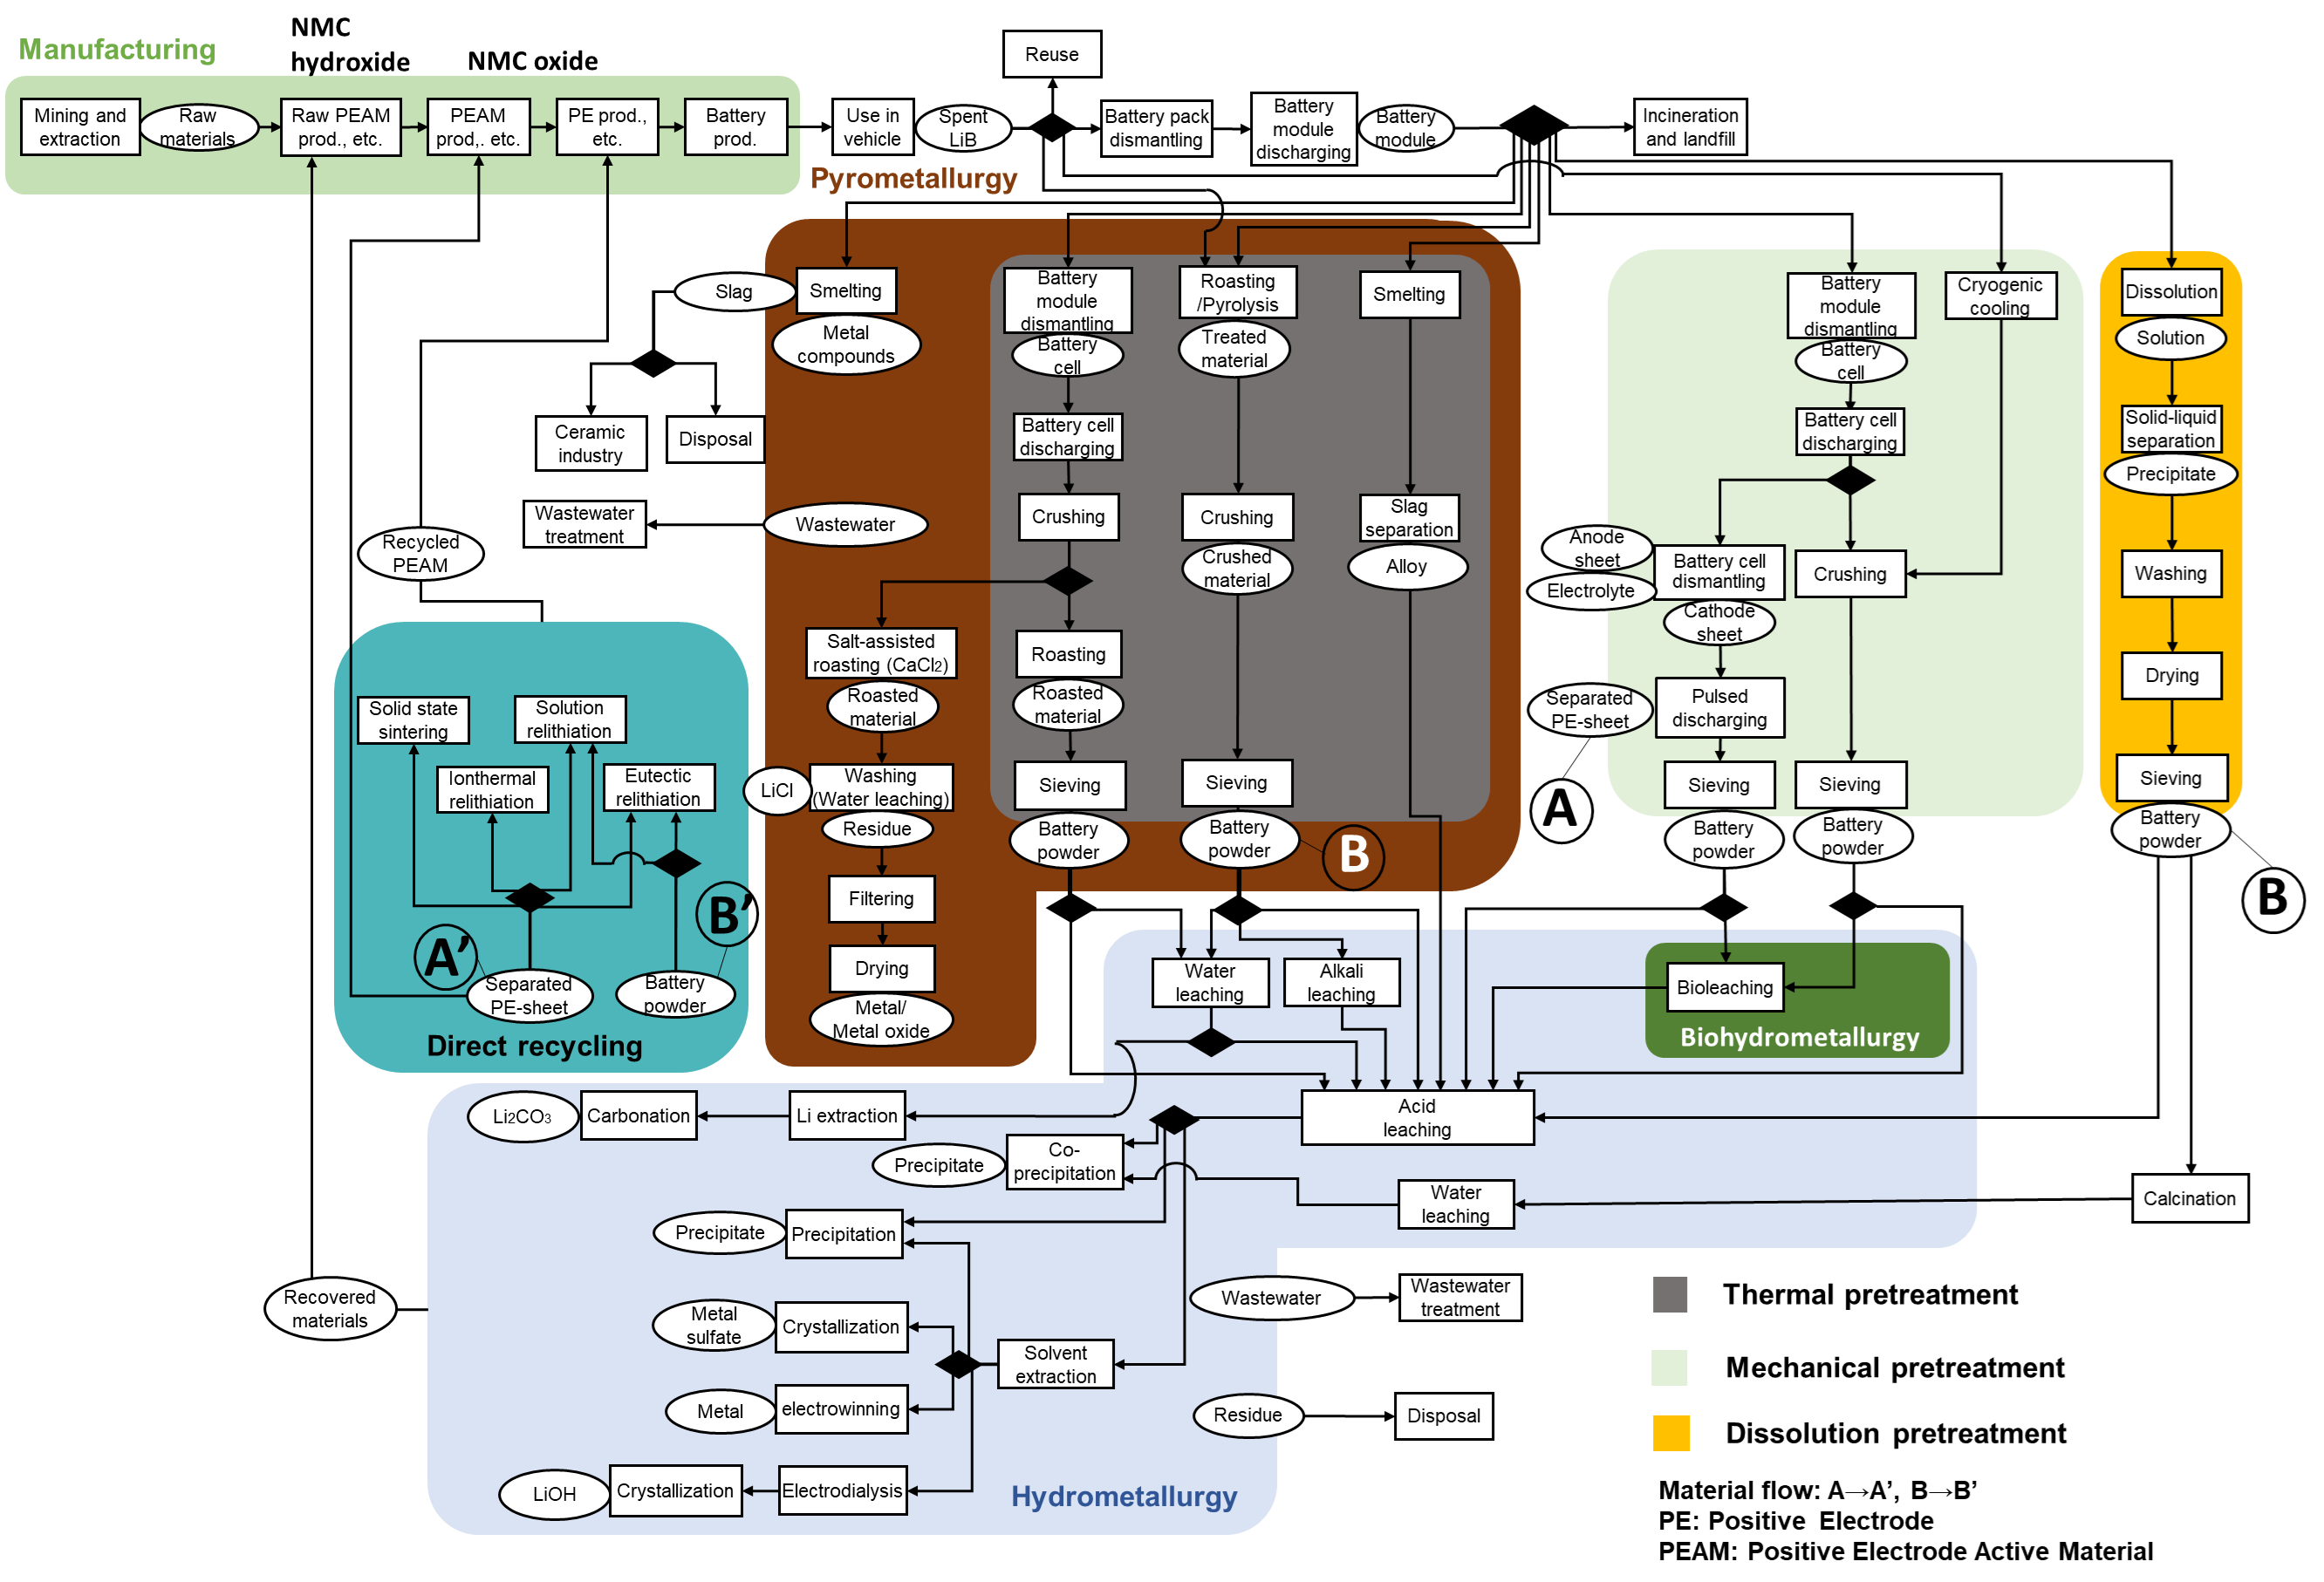 Manufacturing
NMC
hydroxide
NMC oxide
Mining and
extraction
Raw
materials
Raw PEAM
prod., etc.
PEAM
prod,. etc.
PE prod.,
etc.
Battery
prod.
Use in
vehicle
Spent
LiB
Reuse
Battery pack
dismantling
Battery
module
discharging
Battery
module
Incineration
and landfill
Pyrometallurgy
Slag
Smelting
Metal
compounds
Ceramic
industry
Disposal
Wastewater
treatment
Wastewater
Battery
module
dismantling
Battery
cell
Battery cell
discharging
Crushing
Roasting
Roasted
material
Sieving
Battery
powder
Roasting
/Pyrolysis
Treated
material
Crushing
Crushed
material
Sieving
Battery
powder
B
Smelting
Slag
separation
Alloy
Salt-assisted
roasting (CaCl2)
Roasted
material
LiCl
Washing
(Water leaching)
Residue
Filtering
Drying
Metal/
Metal oxide
Battery
module
dismantling
Battery
cell
Battery cell
discharging
Cryogenic
cooling
Anode
sheet
Electrolyte
Battery cell
dismantling
Cathode
sheet
Crushing
Separated
PE-sheet
Pulsed
discharging
A
Sieving
Battery
powder
Sieving
Battery
powder
Dissolution
Solution
Solid-liquid
separation
Precipitate
Washing
Drying
Sieving
Battery
powder
B
Recycled
PEAM
Solid state
sintering
Solution
relithiation
Ionthermal
relithiation
Eutectic
relithiation
A’
B’
Separated
PE-sheet
Battery
powder
Direct recycling
Water
leaching
Alkali
leaching
Bioleaching
Biohydrometallurgy
Li2CO3
Carbonation
Li extraction
Acid
leaching
Precipitate
Co-
precipitation
Water
leaching
Calcination
Precipitate
Precipitation
Recovered
materials
Metal
sulfate
Crystallization
Solvent
extraction
Metal
electrowinning
LiOH
Crystallization
Electrodialysis
Hydrometallurgy
Wastewater
Wastewater
treatment
Residue
Disposal
Thermal pretreatment
Mechanical pretreatment
Dissolution pretreatment
Material flow: A→A’, B→B’
PE: Positive Electrode
PEAM: Positive Electrode Active Material